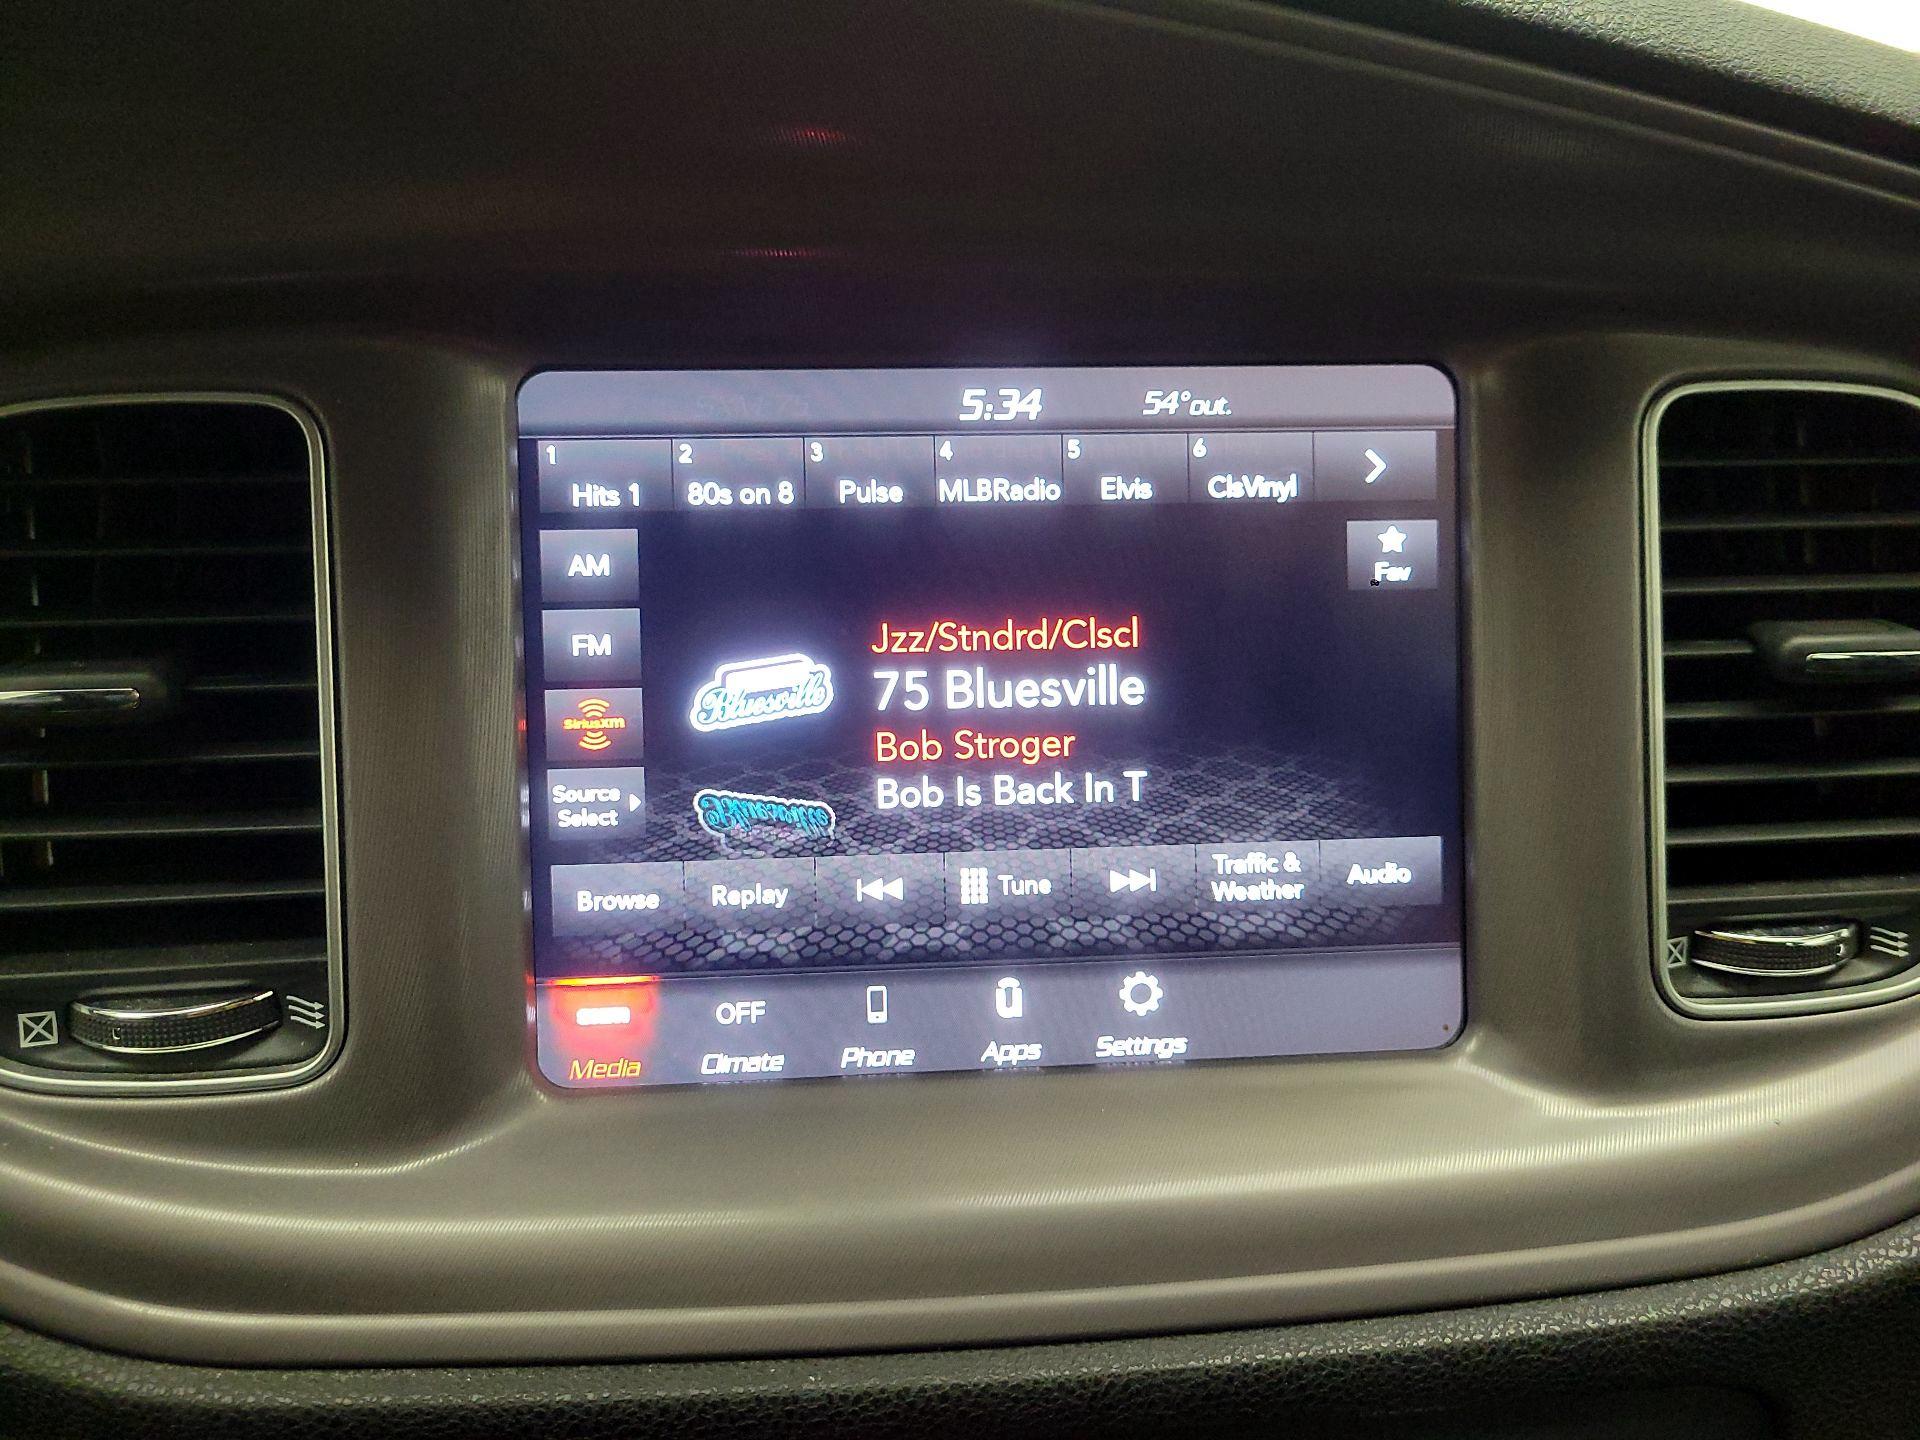 5:34 54°out.
1 2 3 4 5 6
Hits 1 80s on 8 Pulse MLBRadio Elvis ClsVinyl
AM
Fav
FM
SiriusXM
Source
Select
Bluesville
Jzz/Stndrd/Clscl
75 Bluesville
Bob Stroger
Bob Is Back In T
Browse Replay Tune Traffic & Audio
Weather
OFF
Media Climate Phone Apps Settings